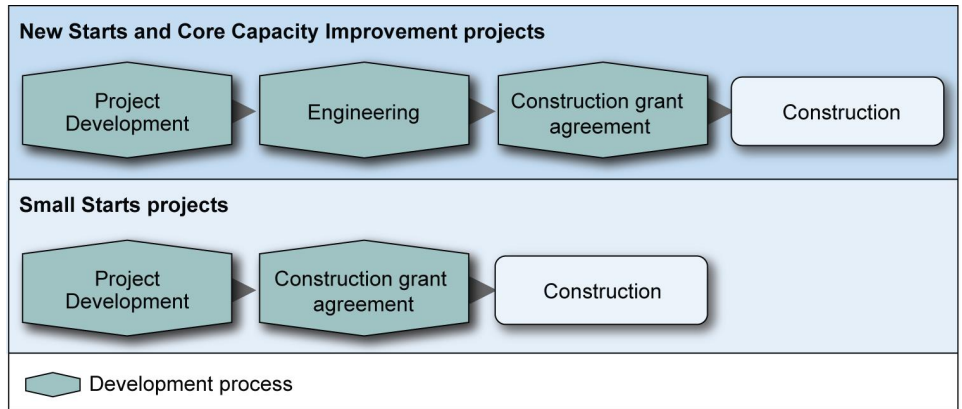 New Starts and Core Capacity Improvement projects
Project
Development
Engineering
Construction grant
agreement
Construction
Small Starts projects
Project
Development
Construction grant
agreement
Construction
Development process